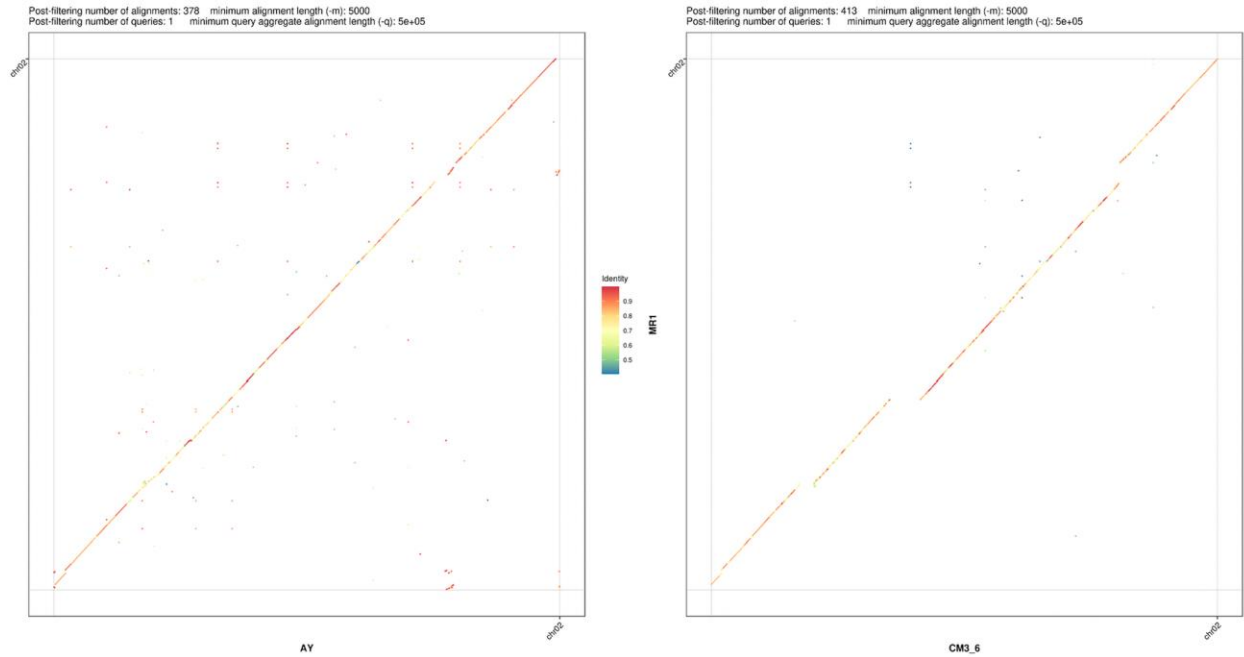 Post-filtering number of alignments: 378 minimum alignment length (-m): 5000
Post-filtering number of queries: 1 minimum query aggregate alignment length (-q): 5e+05
chr02
chr02
AY
Identity
0.9
0.8
0.7
0.6
0.5
Post-filtering number of alignments: 413 minimum alignment length (-m): 5000
Post-filtering number of queries: 1 minimum query aggregate alignment length (-q): 5e+05
chr02
MR1
chr02
CM3_6